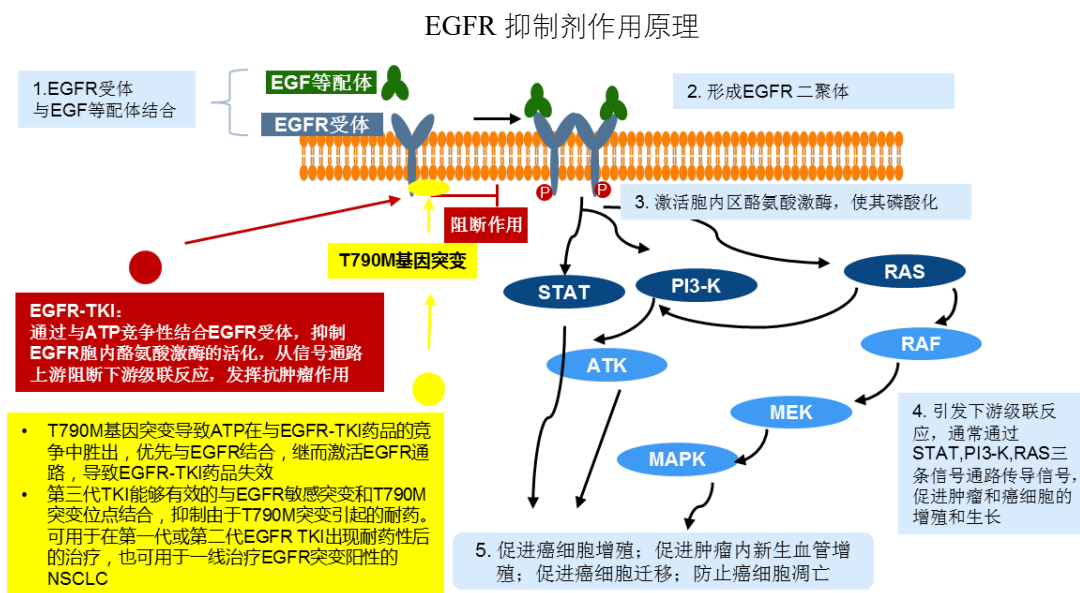 EGFR 抑制剂作用原理
1.EGFR受体
与EGF等配体结合
EGF等配体
EGFR受体
2. 形成EGFR 二聚体
P
P
3. 激活胞内区酪氨酸激酶，使其磷酸化
阻断作用
T790M基因突变
EGFR-TKI：
通过与ATP竞争性结合EGFR受体，抑制
EGFR胞内酪氨酸激酶的活化，从信号通路
上游阻断下游级联反应，发挥抗肿瘤作用
STAT
PI3-K
RAS
RAF
ATK
MEK
MAPK
4. 引发下游级联反
应，通常通过
STAT,PI3-K,RAS三
条信号通路传导信号，
促进肿瘤和癌细胞的
增殖和生长
• T790M基因突变导致ATP在与EGFR-TKI药品的竞
争中胜出，优先与EGFR结合，继而激活EGFR通
路，导致EGFR-TKI药品失效
• 第三代TKI能够有效的与EGFR敏感突变和T790M
突变位点结合，抑制由于T790M突变引起的耐药。
可用于在第一代或第二代EGFR TKI出现耐药性后
的治疗，也可用于一线治疗EGFR突变阳性的
NSCLC
5. 促进癌细胞增殖；促进肿瘤内新生血管增
殖；促进癌细胞迁移；防止癌细胞凋亡